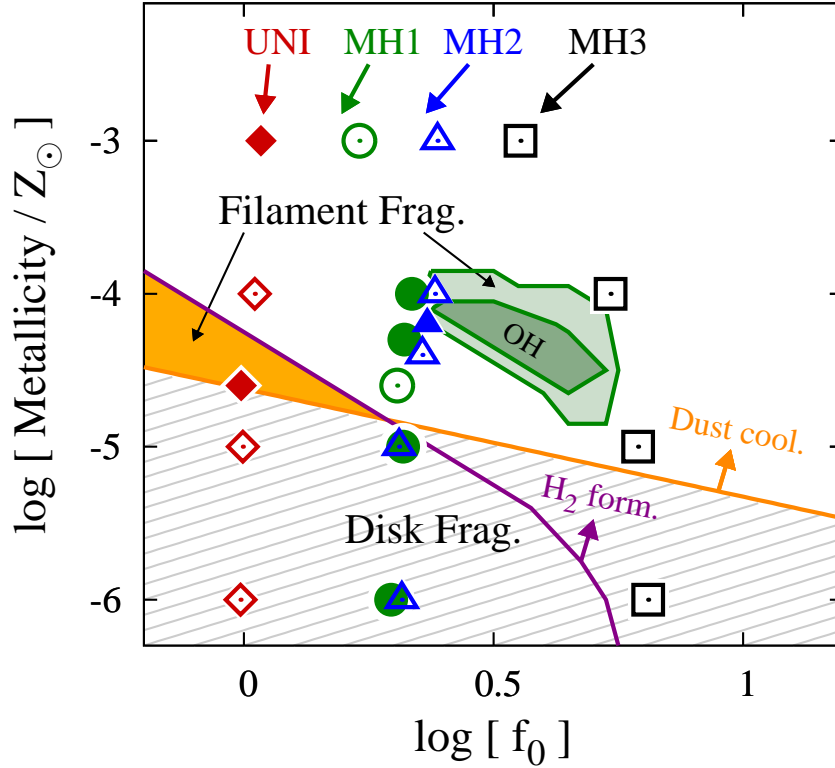 UNI MH1 MH2 MH3
-3
Filament Frag.
-4
OH
Dust cool.
-5
H2 form.
Disk Frag.
-6
0 0.5 1
log [ f0 ]
log [ Metallicity / Z⊙ ]